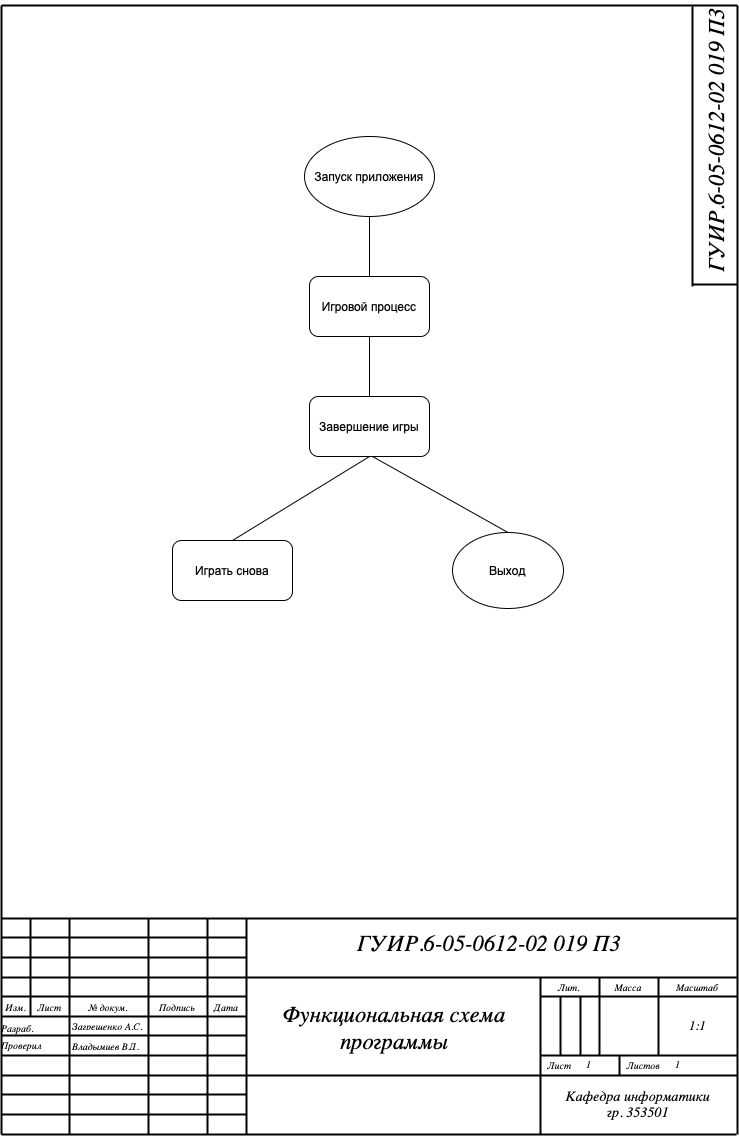 ГУИР.6-05-0612-02 019 ПЗ
Запуск приложения
Игровой процесс
Завершение игры
Играть снова
Выход
ГУИР.6-05-0612-02 019 ПЗ
Изм. Лист № докум. Подпись Дата
Разраб. Загрешенко А.С.
Проверил Владымцев В.Д.
Функциональная схема
программы
Лит. Масса Масштаб
1:1
Лист 1 Листов 1
Кафедра информатики
гр. 353501